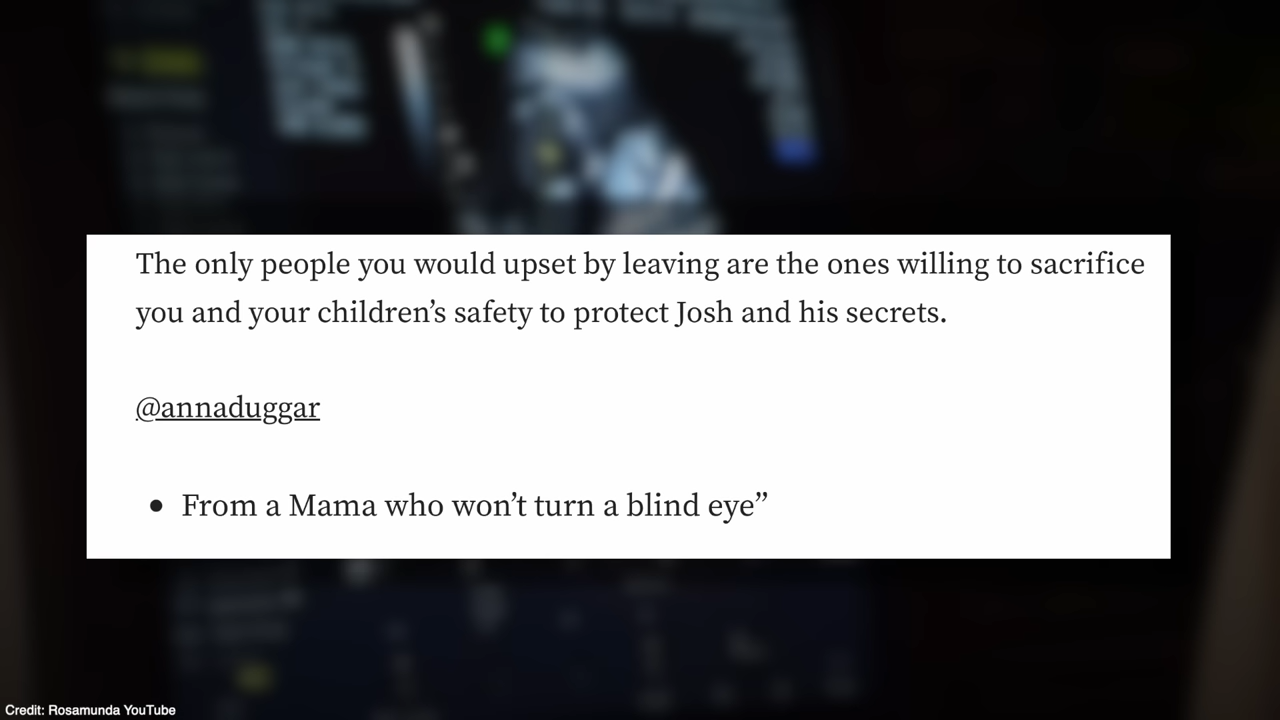 The only people you would upset by leaving are the ones willing to sacrifice
you and your children’s safety to protect Josh and his secrets.
@annaduggar
• From a Mama who won’t turn a blind eye”
Credit: Rosamunda YouTube